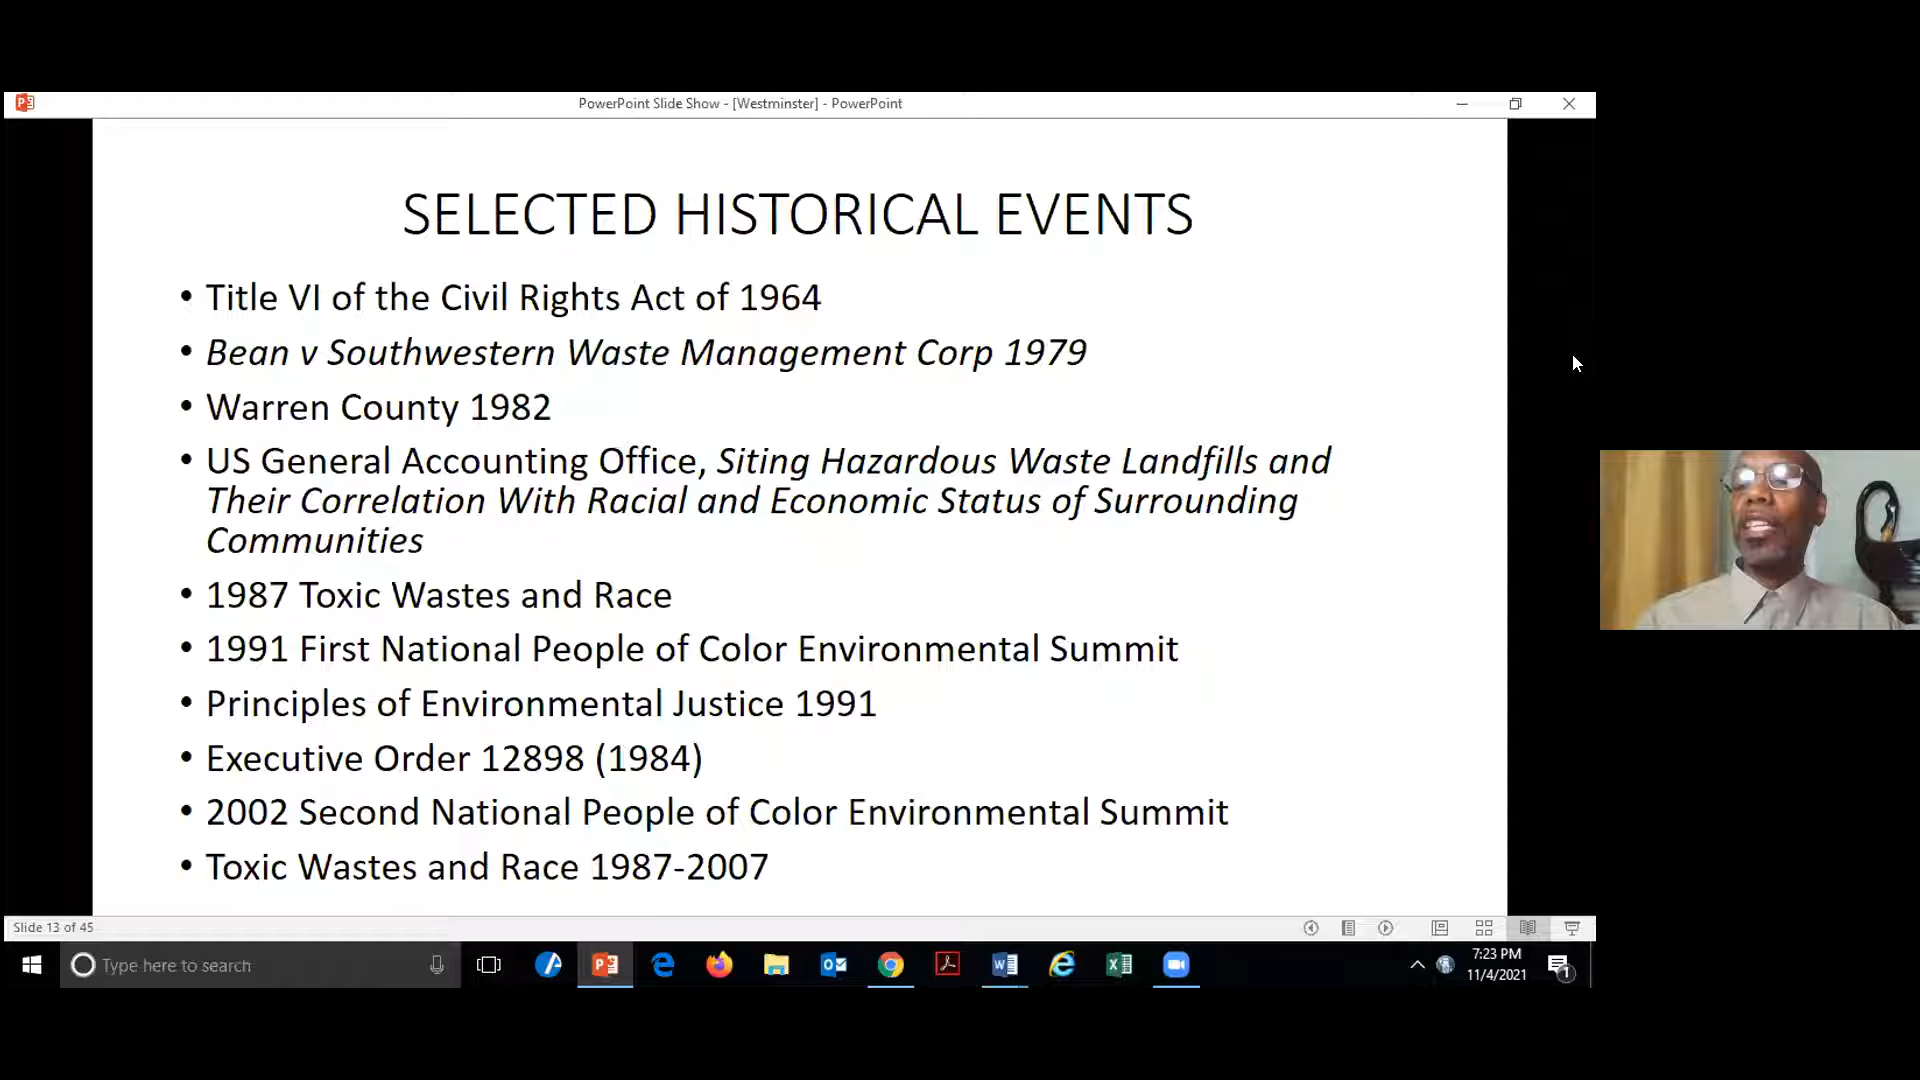 PowerPoint Slide Show - [Westminster] - PowerPoint
SELECTED HISTORICAL EVENTS
• Title VI of the Civil Rights Act of 1964
• Bean v Southwestern Waste Management Corp 1979
• Warren County 1982
• US General Accounting Office, Siting Hazardous Waste Landfills and
Their Correlation With Racial and Economic Status of Surrounding
Communities
• 1987 Toxic Wastes and Race
• 1991 First National People of Color Environmental Summit
• Principles of Environmental Justice 1991
• Executive Order 12898 (1984)
• 2002 Second National People of Color Environmental Summit
• Toxic Wastes and Race 1987-2007
Slide 13 of 45
Type here to search
7:23 PM
11/4/2021
1